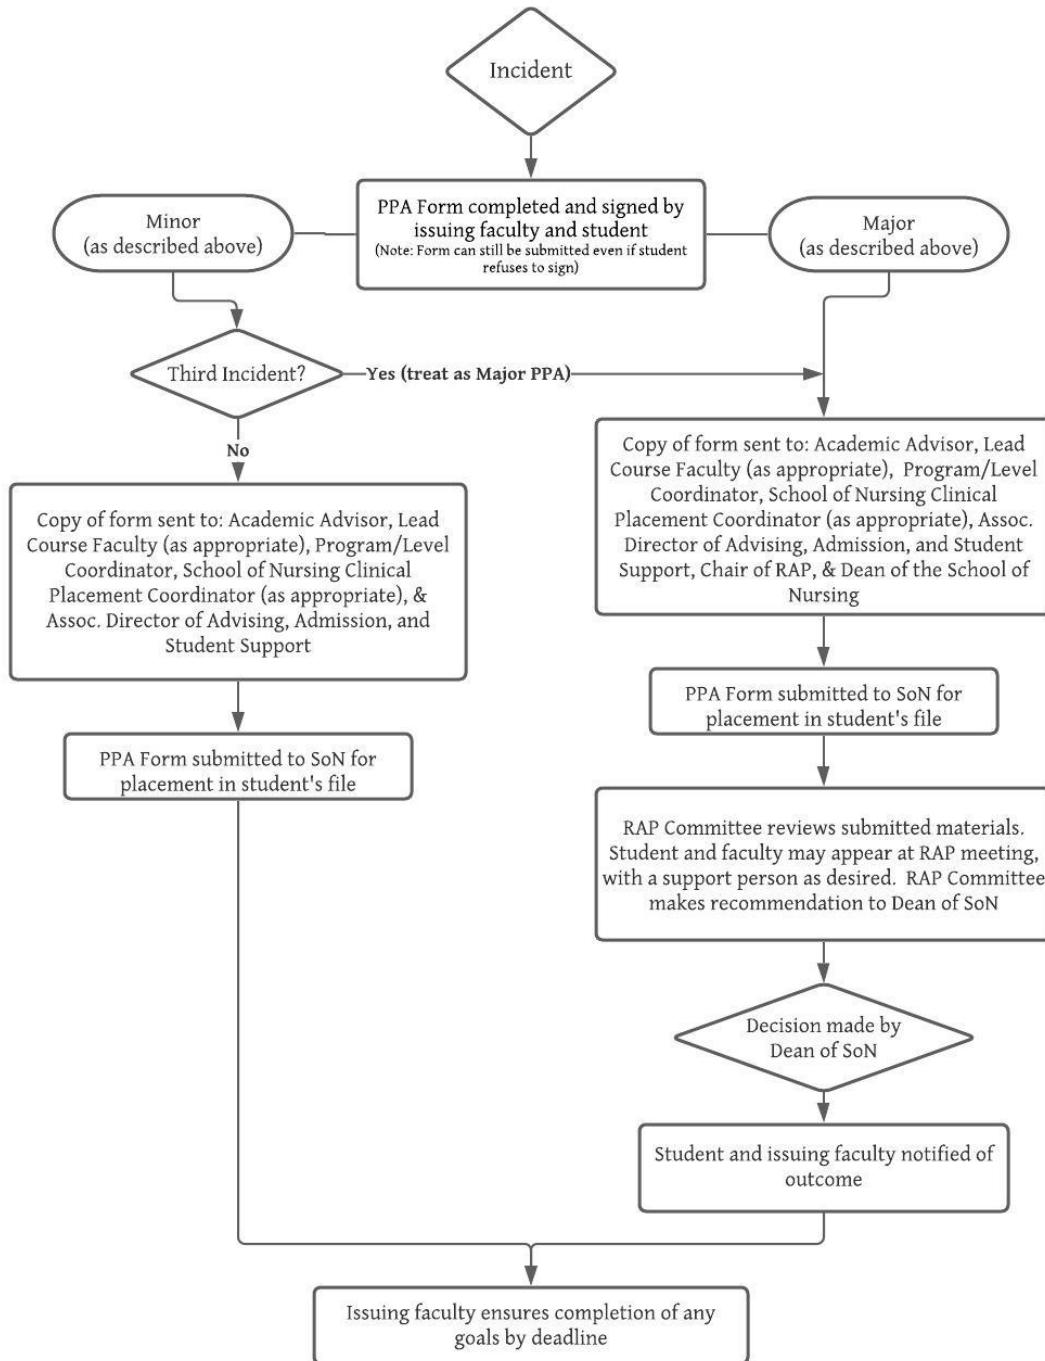 Incident
PPA Form completed and signed by
issuing faculty and student
(Note: Form can still be submitted even if student
refuses to sign)
Minor
(as described above)
Major
(as described above)
Third Incident?
Yes (treat as Major PPA)
No
Copy of form sent to: Academic Advisor, Lead
Course Faculty (as appropriate), Program/Level
Coordinator, School of Nursing Clinical
Placement Coordinator (as appropriate), &
Assoc. Director of Advising, Admission, and
Student Support
PPA Form submitted to SoN for
placement in student's file
Copy of form sent to: Academic Advisor, Lead
Course Faculty (as appropriate), Program/Level
Coordinator, School of Nursing Clinical
Placement Coordinator (as appropriate), Assoc.
Director of Advising, Admission, and Student
Support, Chair of RAP, & Dean of the School of
Nursing
PPA Form submitted to SoN for
placement in student's file
RAP Committee reviews submitted materials.
Student and faculty may appear at RAP meeting,
with a support person as desired. RAP Committee
makes recommendation to Dean of SoN
Decision made by
Dean of SoN
Student and issuing faculty notified of
outcome
Issuing faculty ensures completion of any
goals by deadline